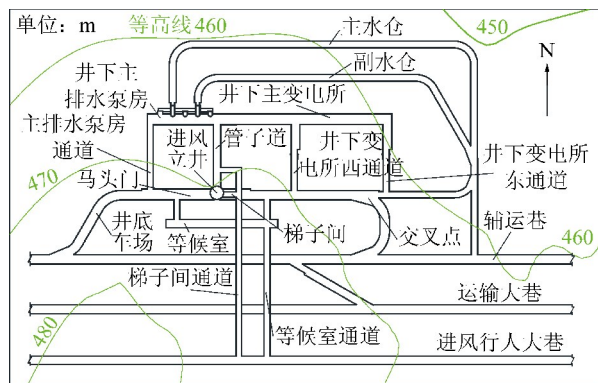 单位：m
等高线460
主水仓
450
副水仓
N
井下主
排水泵房
井下主变电所
主排水泵房
通道
进风
立井
管子道
井下变
电所西通道
井下变电所
东通道
470
马头门
辅运巷
井底
车场
等候室
梯子间
交叉点
460
梯子间通道
运输大巷
480
等候室通道
进风行人大巷